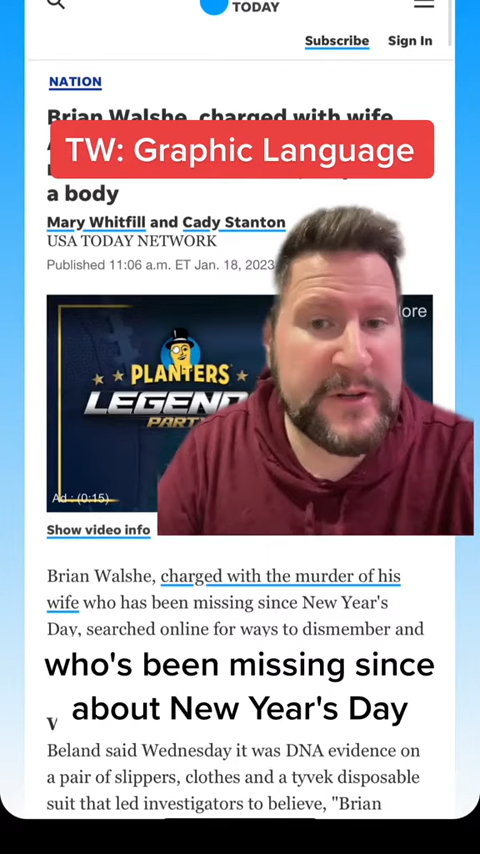 TODAY
Subscribe Sign In
NATION
Brian Walshe, charged with wife
TW: Graphic Language
a body
Mary Whitfill and Cady Stanton
USA TODAY NETWORK
Published 11:06 a.m. ET Jan. 18, 2023
ore
PLANTERS
LEGEND
PART
Ad : (0:15)
Show video info
Brian Walshe, charged with the murder of his
wife who has been missing since New Year's
Day, searched online for ways to dismember and
who's been missing since
about New Year's Day
Beland said Wednesday it was DNA evidence on
a pair of slippers, clothes and a tyvek disposable
suit that led investigators to believe, "Brian